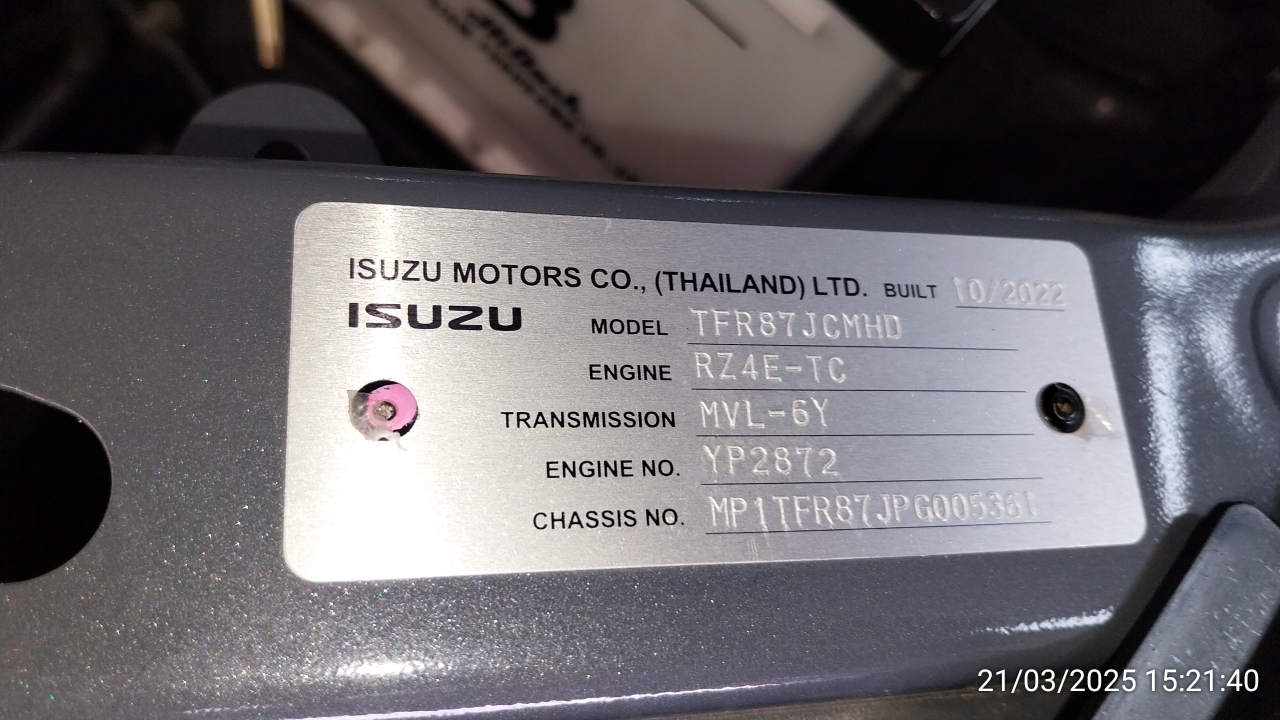 ISUZU MOTORS CO., (THAILAND) LTD. BUILT 10/2022
ISUZU MODEL TFR87JCMHD
ENGINE RZ4E-TC
TRANSMISSION MVL-6Y
ENGINE NO. YP2872
CHASSIS NO. MP1TFR87JPG005361
21/03/2025 15:21:40